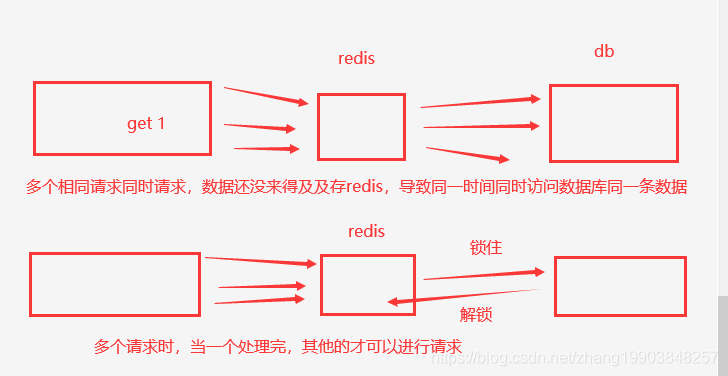 redis
db
get 1
多个相同请求同时请求，数据还没来得及及存redis，导致同一时间同时访问数据库同一条数据
redis
锁住
解锁
多个请求时，当一个处理完，其他的才可以进行请求
https://blog.csdn.net/zhang19903848257